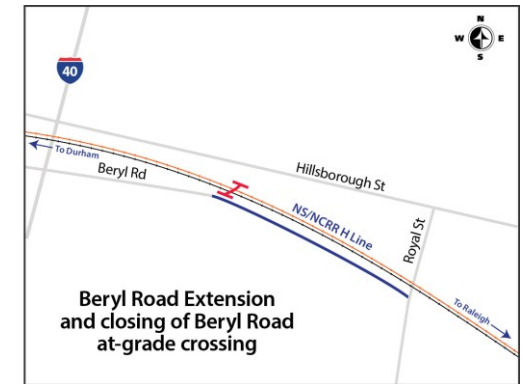 N
W E
S
40
To Durham
Beryl Rd
Hillsborough St
NS/NCRR H Line
Royal St
To Raleigh
Beryl Road Extension
and closing of Beryl Road
at-grade crossing